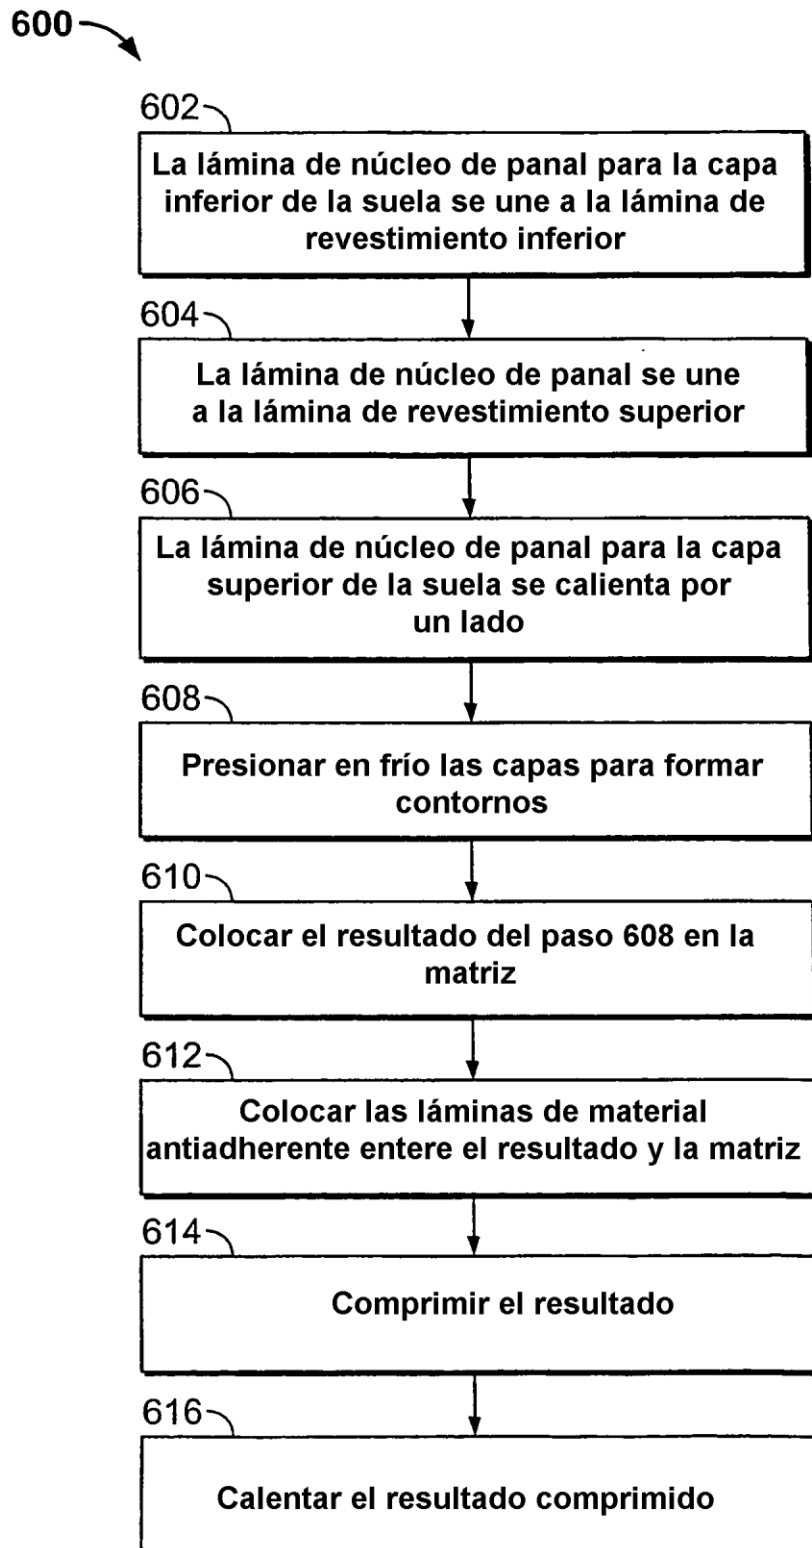 600
602
La lámina de núcleo de panal para la capa
inferior de la suela se une a la lámina de
revestimiento inferior
604
La lámina de núcleo de panal se une
a la lámina de revestimiento superior
606
La lámina de núcleo de panal para la capa
superior de la suela se calienta por
un lado
608
Presionar en frío las capas para formar
contornos
610
Colocar el resultado del paso 608 en la
matriz
612
Colocar las láminas de material
antiadherente entere el resultado y la matriz
614
Comprimir el resultado
616
Calentar el resultado comprimido